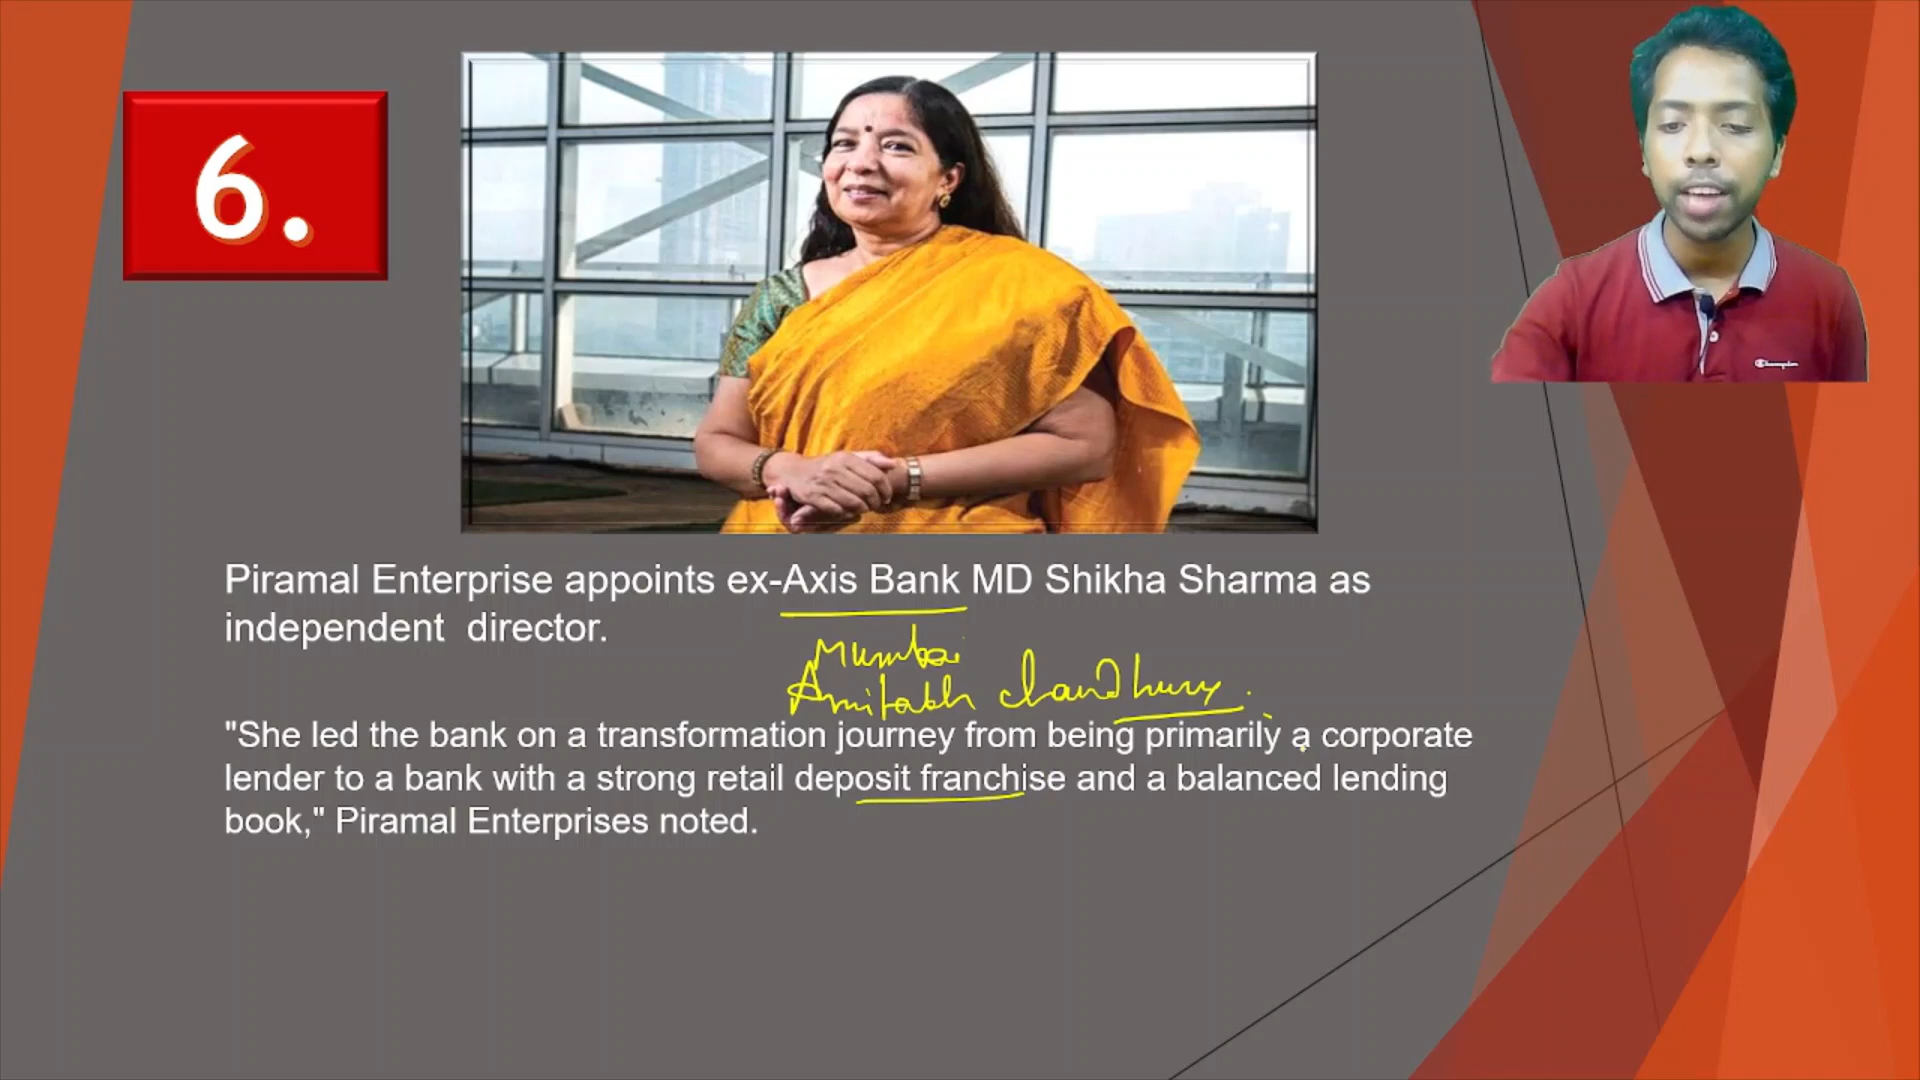 6.
Piramal Enterprise appoints ex-Axis Bank MD Shikha Sharma as
independent director.
Mumbai
Amitabh Chaudhury.
"She led the bank on a transformation journey from being primarily a corporate
lender to a bank with a strong retail deposit franchise and a balanced lending
book," Piramal Enterprises noted.
Champion